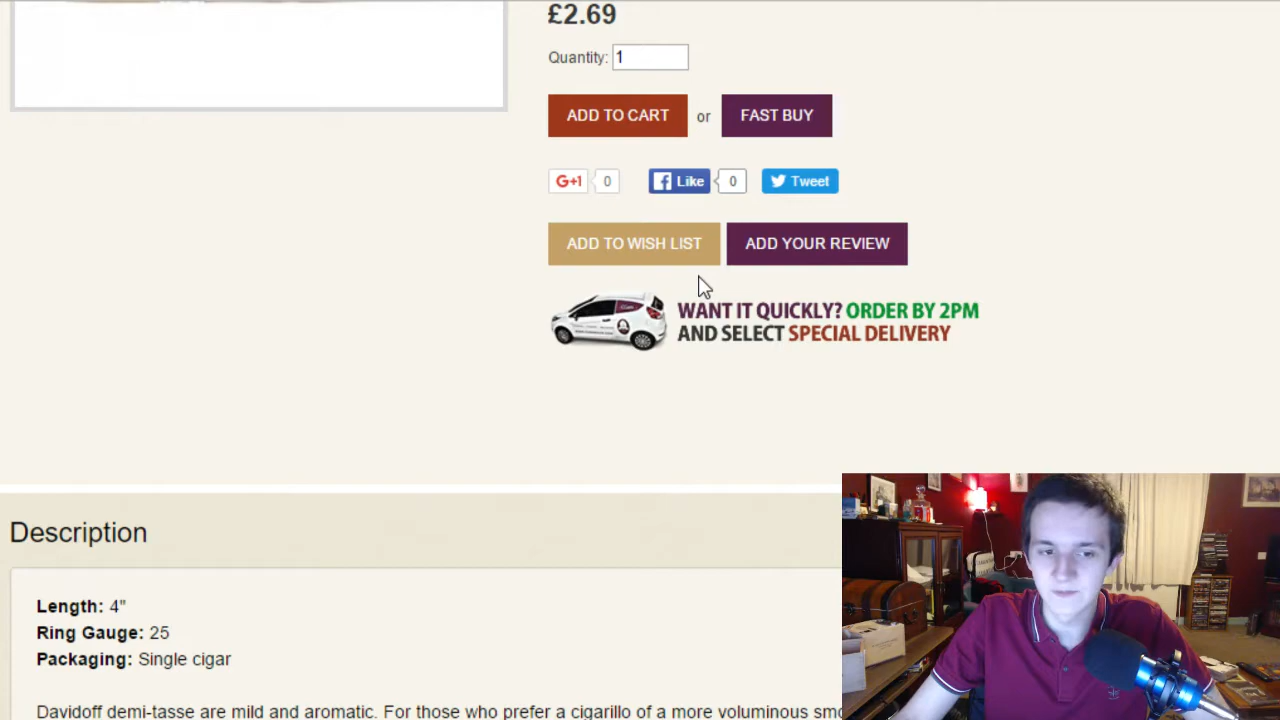 £2.69
Quantity: 1
ADD TO CART or FAST BUY
G+1 0 Like 0 Tweet
ADD TO WISH LIST ADD YOUR REVIEW
WANT IT QUICKLY? ORDER BY 2PM
AND SELECT SPECIAL DELIVERY
Description
Length: 4"
Ring Gauge: 25
Packaging: Single cigar
Davidoff demi-tasse are mild and aromatic. For those who prefer a cigarillo of a more voluminous smo